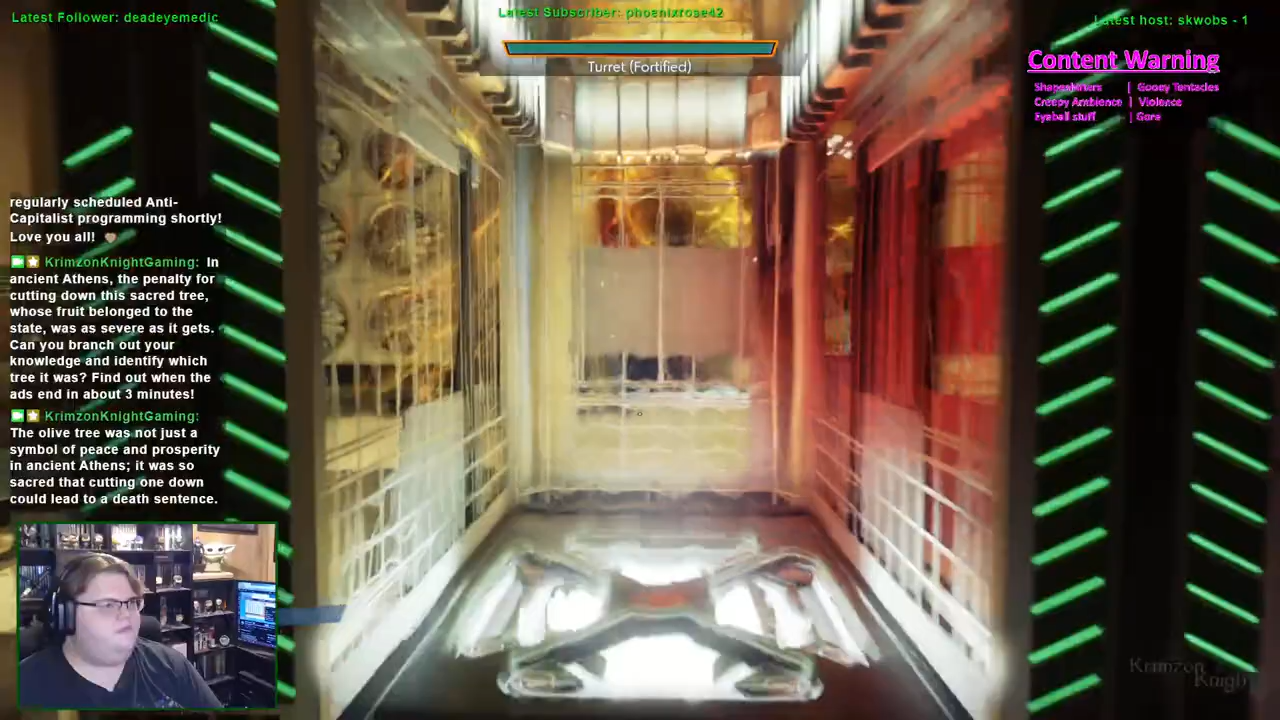 Latest Follower: deadeyemedic
Latest Subscriber: phoenixrose42
Latest host: skwobs - 1
Turret (Fortified)
Content Warning
Shapeshifters | Gooey Tentacles
Creepy Ambience | Violence
Eyeball stuff | Gore
regularly scheduled Anti-
Capitalist programming shortly!
Love you all!
KrimzonKnightGaming: In
ancient Athens, the penalty for
cutting down this sacred tree,
whose fruit belonged to the
state, was as severe as it gets.
Can you branch out your
knowledge and identify which
tree it was? Find out when the
ads end in about 3 minutes!
KrimzonKnightGaming:
The olive tree was not just a
symbol of peace and prosperity
in ancient Athens; it was so
sacred that cutting one down
could lead to a death sentence.
Krimzon
Knight